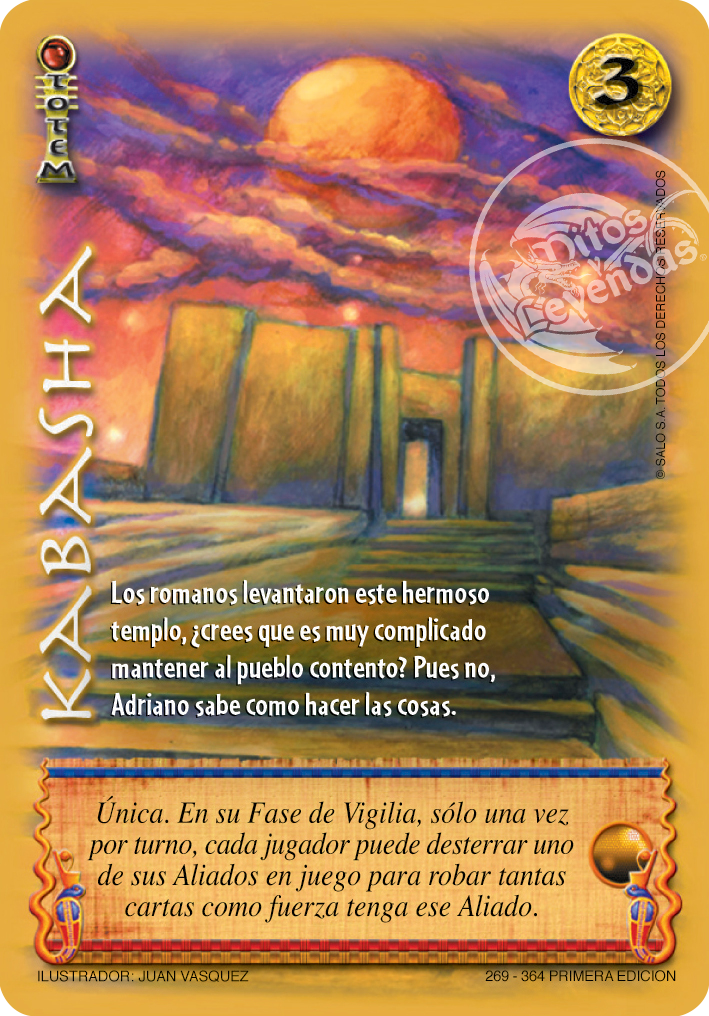 TOTEM
3
Mitos
y
Leyendas
KABASHA
© SALO S.A. TODOS LOS DERECHOS RESERVADOS
Los romanos levantaron este hermoso
templo, ¿crees que es muy complicado
mantener al pueblo contento? Pues no,
Adriano sabe como hacer las cosas.
Única. En su Fase de Vigilia, sólo una vez
por turno, cada jugador puede desterrar uno
de sus Aliados en juego para robar tantas
cartas como fuerza tenga ese Aliado.
ILUSTRADOR: JUAN VASQUEZ
269 - 364 PRIMERA EDICION